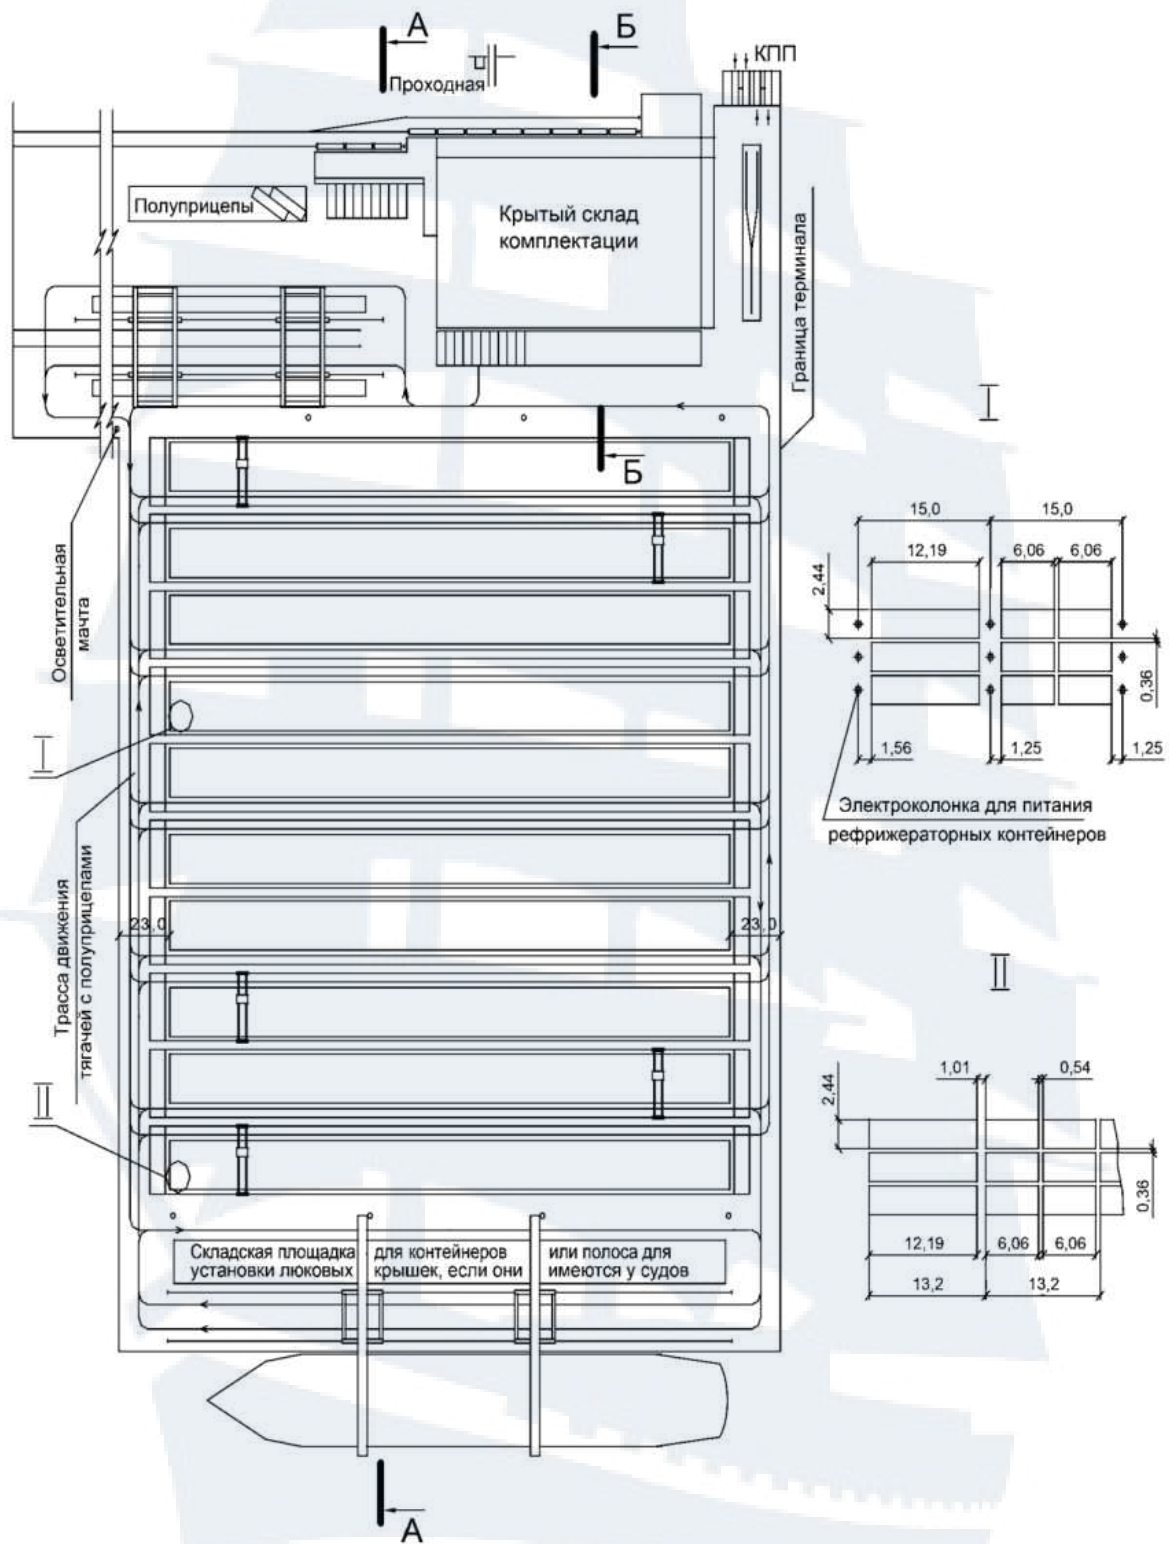 А
Б
КПП
Проходная
Полуприцепы
Крытый склад
комплектации
Граница терминала
Б
Осветительная
мачта
I
I
15,0
15,0
12,19
6,06
6,06
2,44
0,36
1,56
1,25
1,25
Электроколонка для питания
рефрижераторных контейнеров
Трасса движения
тягачей с полуприцепами
23,0
23,0
II
II
1,01
0,54
2,44
0,36
12,19
6,06
6,06
13,2
13,2
Складская площадка для контейнеров или полоса для
установки люковых крышек, если они имеются у судов
А